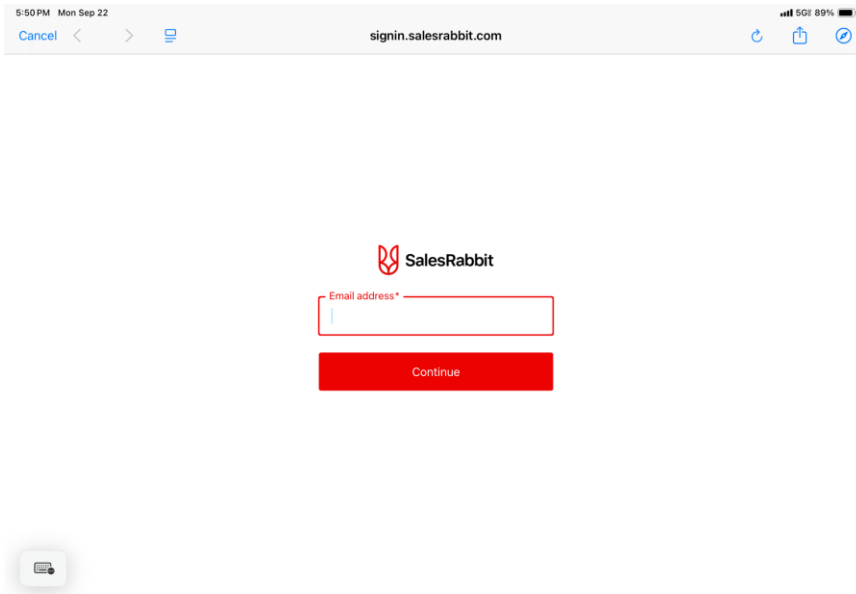 5:50 PM Mon Sep 22
5G 89%
Cancel
signin.salesrabbit.com
SalesRabbit
Email address*
Continue